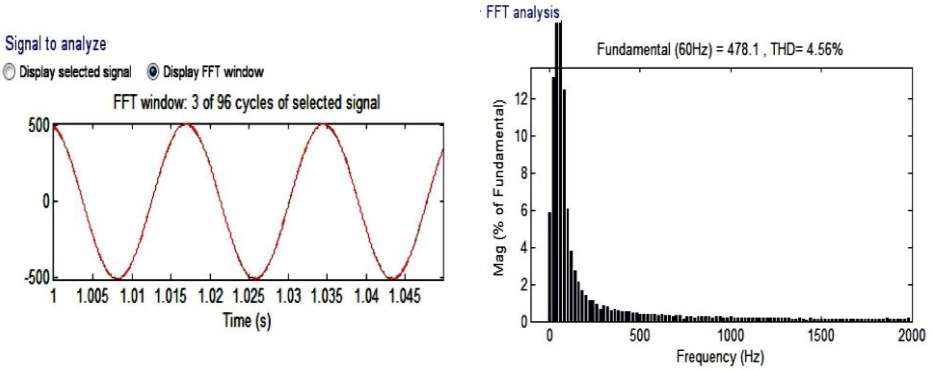 Signal to analyze
Display selected signal Display FFT window
FFT window: 3 of 96 cycles of selected signal
500
0
-500
1 1.005 1.01 1.015 1.02 1.025 1.03 1.035 1.04 1.045
Time (s)
FFT analysis
Fundamental (60Hz) = 478.1 , THD= 4.56%
Mag (% of Fundamental)
12
10
8
6
4
2
0
0 500 1000 1500 2000
Frequency (Hz)